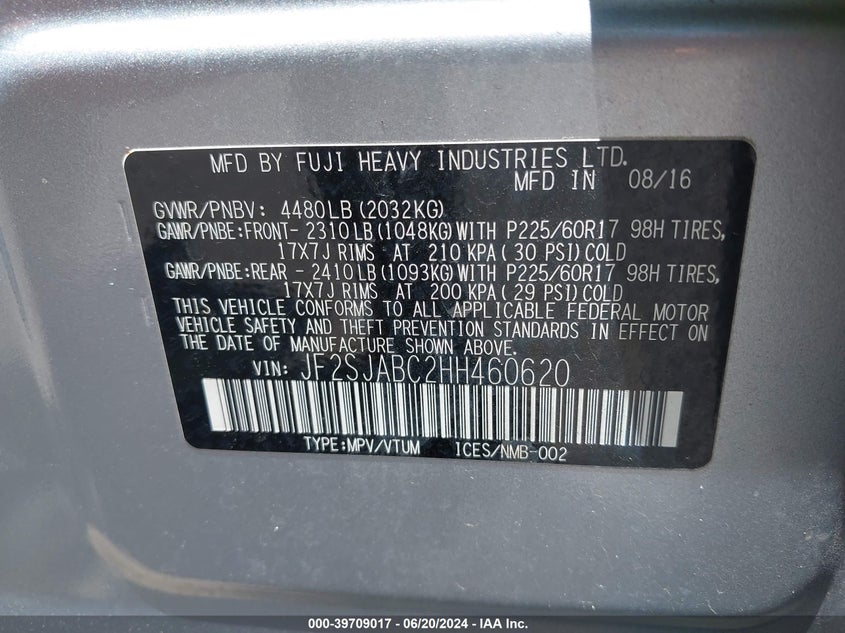 MFD BY FUJI HEAVY INDUSTRIES LTD.
MFD IN 08/16
GVWR/PNBV: 4480LB(2032KG)
GAWR/PNBE:FRONT- 2310LB(1048KG)WITH P225/60R17 98H TIRES,
17X7J RIMS AT 210 KPA( 30 PSI)COLD
GAWR/PNBE:REAR - 2410LB(1093KG)WITH P225/60R17 98H TIRES,
17X7J RIMS AT 200 KPA( 29 PSI)COLD
THIS VEHICLE CONFORMS TO ALL APPLICABLE FEDERAL MOTOR
VEHICLE SAFETY AND THEFT PREVENTION STANDARDS IN EFFECT ON
THE DATE OF MANUFACTURE SHOWN ABOVE.
VIN: JF2SJABC2HH460620
TYPE:MPV/VTUM ICES/NMB-002
000-39709017 - 06/20/2024 - COPYRIGHT IAA, LLC.